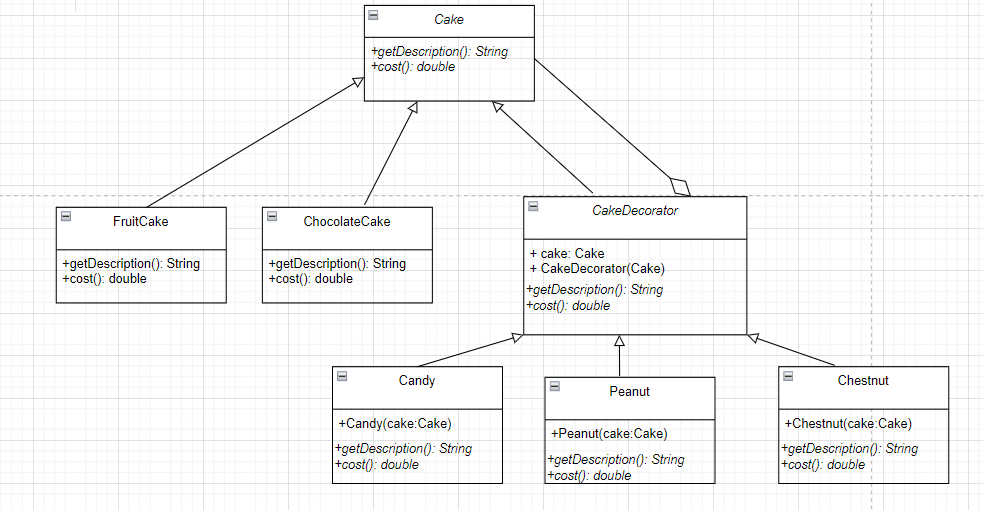 Cake
+getDescription(): String
+cost(): double
FruitCake
+getDescription(): String
+cost(): double
ChocolateCake
+getDescription(): String
+cost(): double
CakeDecorator
+ cake: Cake
+ CakeDecorator(Cake)
+getDescription(): String
+cost(): double
Candy
+Candy(cake:Cake)
+getDescription(): String
+cost(): double
Peanut
+Peanut(cake:Cake)
+getDescription(): String
+cost(): double
Chestnut
+Chestnut(cake:Cake)
+getDescription(): String
+cost(): double